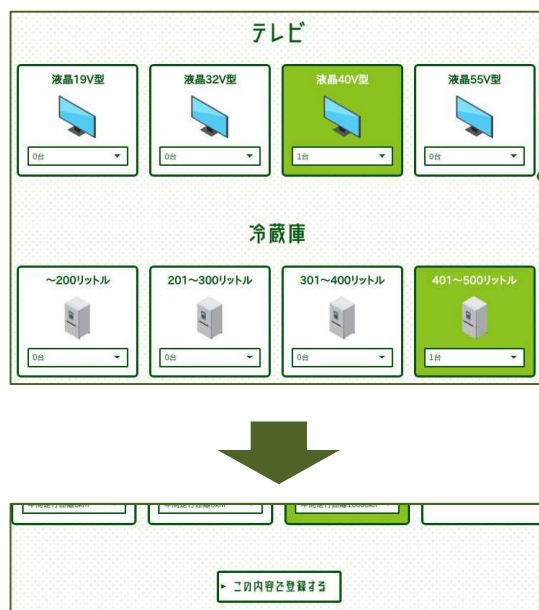 テレビ
液晶19V型 液晶32V型 液晶40V型 液晶55V型
0台 0台 1台 0台
冷蔵庫
～200リットル 201～300リットル 301～400リットル 401～500リットル
0台 0台 0台 1台
この内容で登録する